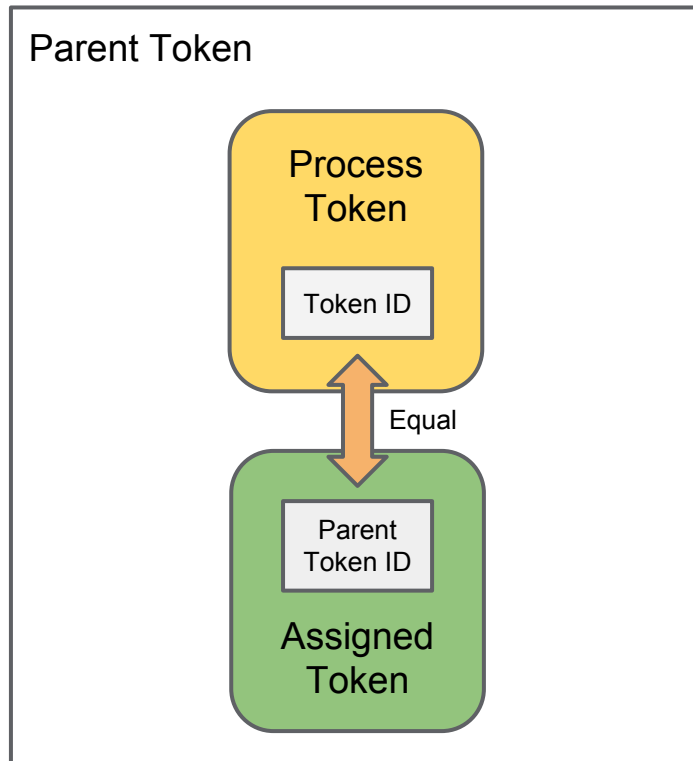 Parent Token
Process
Token
Token ID
Equal
Parent
Token ID
Assigned
Token